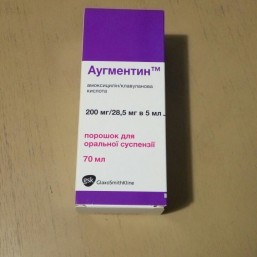 Аугментин™
амоксицилін/клавуланова
кислота
200 мг/28,5 мг в 5 мл
порошок для
оральної суспензії
70 мл
gsk GlaxoSmithKline